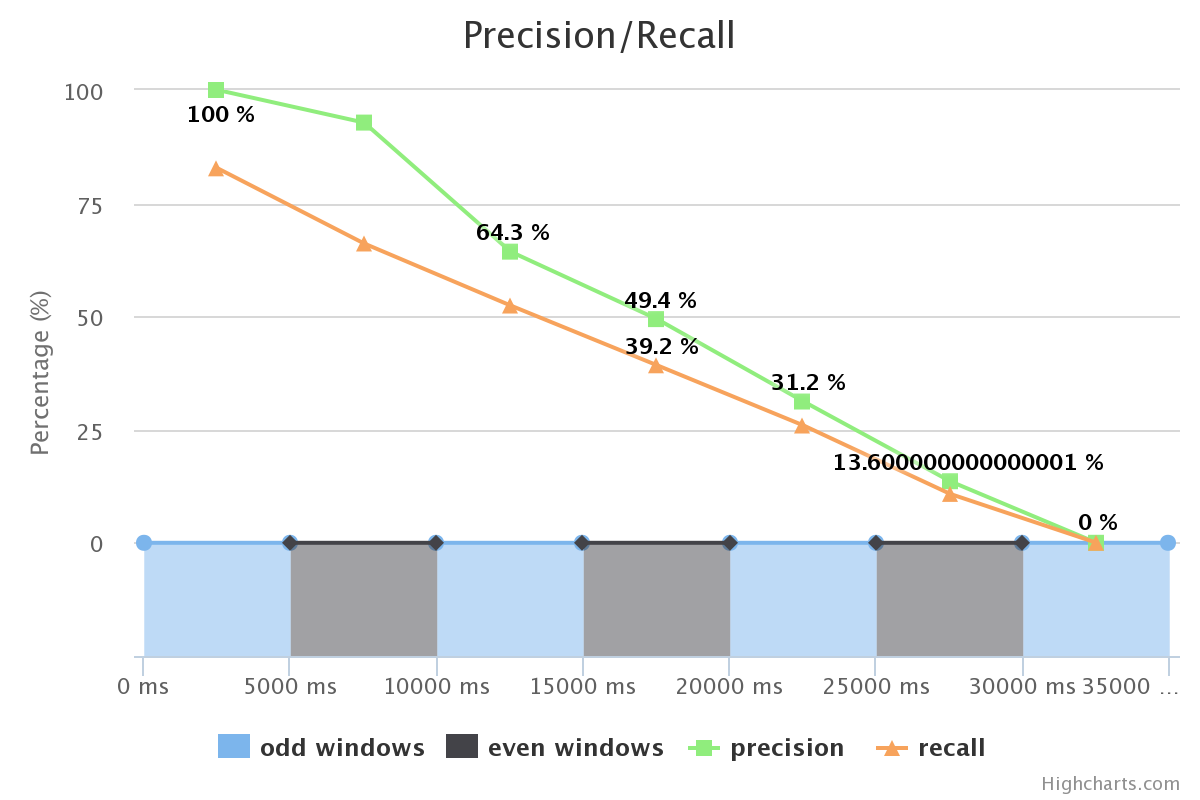 Precision/Recall
100
100 %
75
64.3 %
49.4 %
50
39.2 %
31.2 %
25
13.600000000000001 %
0 %
0
Percentage (%)
0 ms 5000 ms 10000 ms 15000 ms 20000 ms 25000 ms 30000 ms 35000 ...
odd windows even windows precision recall
Highcharts.com